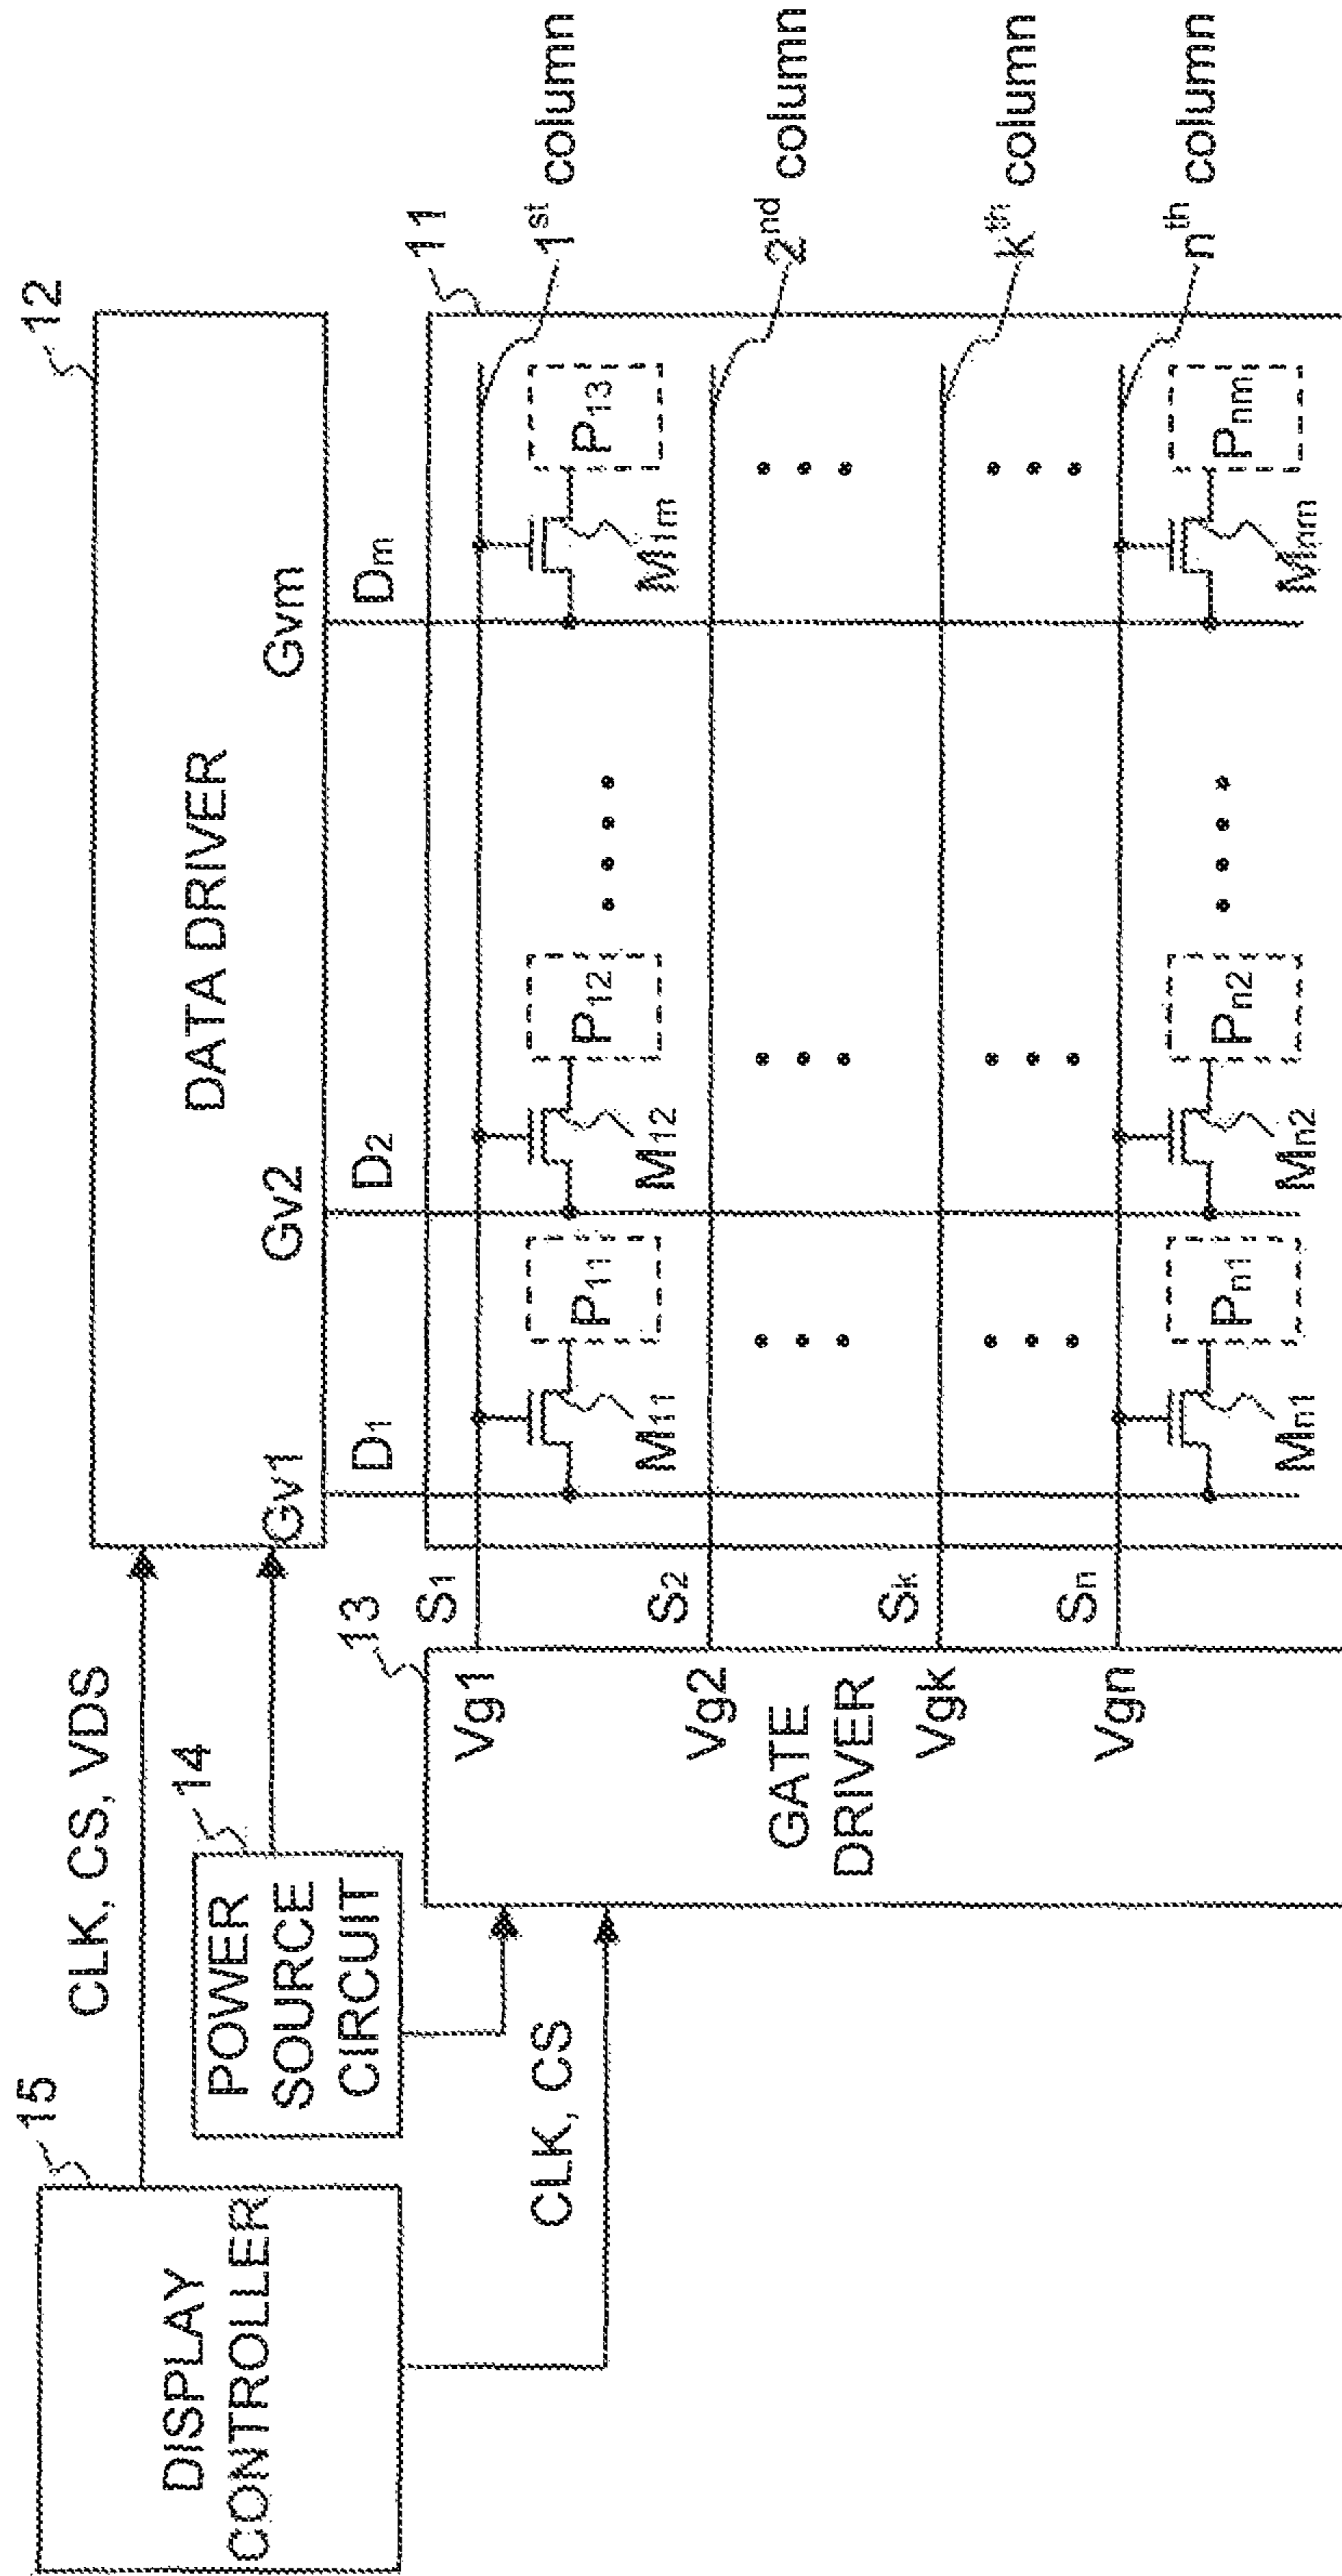 15
DISPLAY
CONTROLLER
CLK, CS, VDS
14
POWER
SOURCE
CIRCUIT
CLK, CS
12
DATA DRIVER
Gv1
Gv2
Gvm
D1
D2
Dm
13
GATE
DRIVER
Vg1
Vg2
Vgk
Vgn
S1
S2
Sk
Sn
11
1st column
2nd column
kth column
nth column
M11
P11
M12
P12
M1m
P13
Mn1
Pn1
Mn2
Pn2
Mnm
Pnm